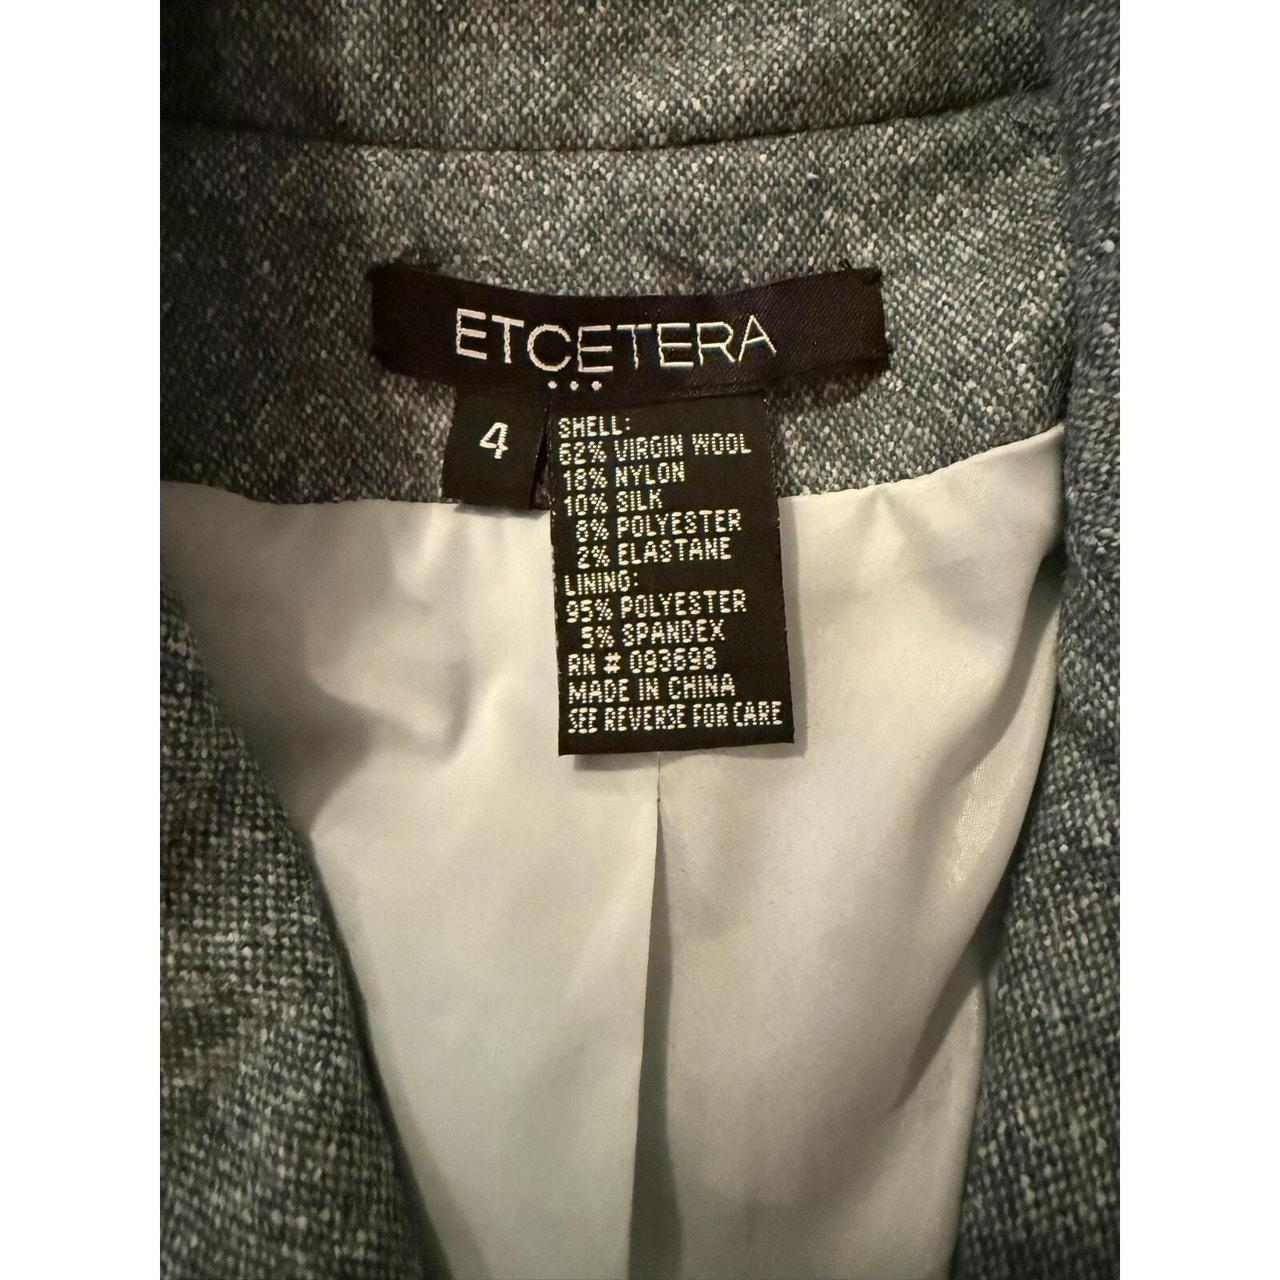 ETCETERA
4
SHELL:
62% VIRGIN WOOL
18% NYLON
10% SILK
8% POLYESTER
2% ELASTANE
LINING:
95% POLYESTER
5% SPANDEX
RN # 093698
MADE IN CHINA
SEE REVERSE FOR CARE